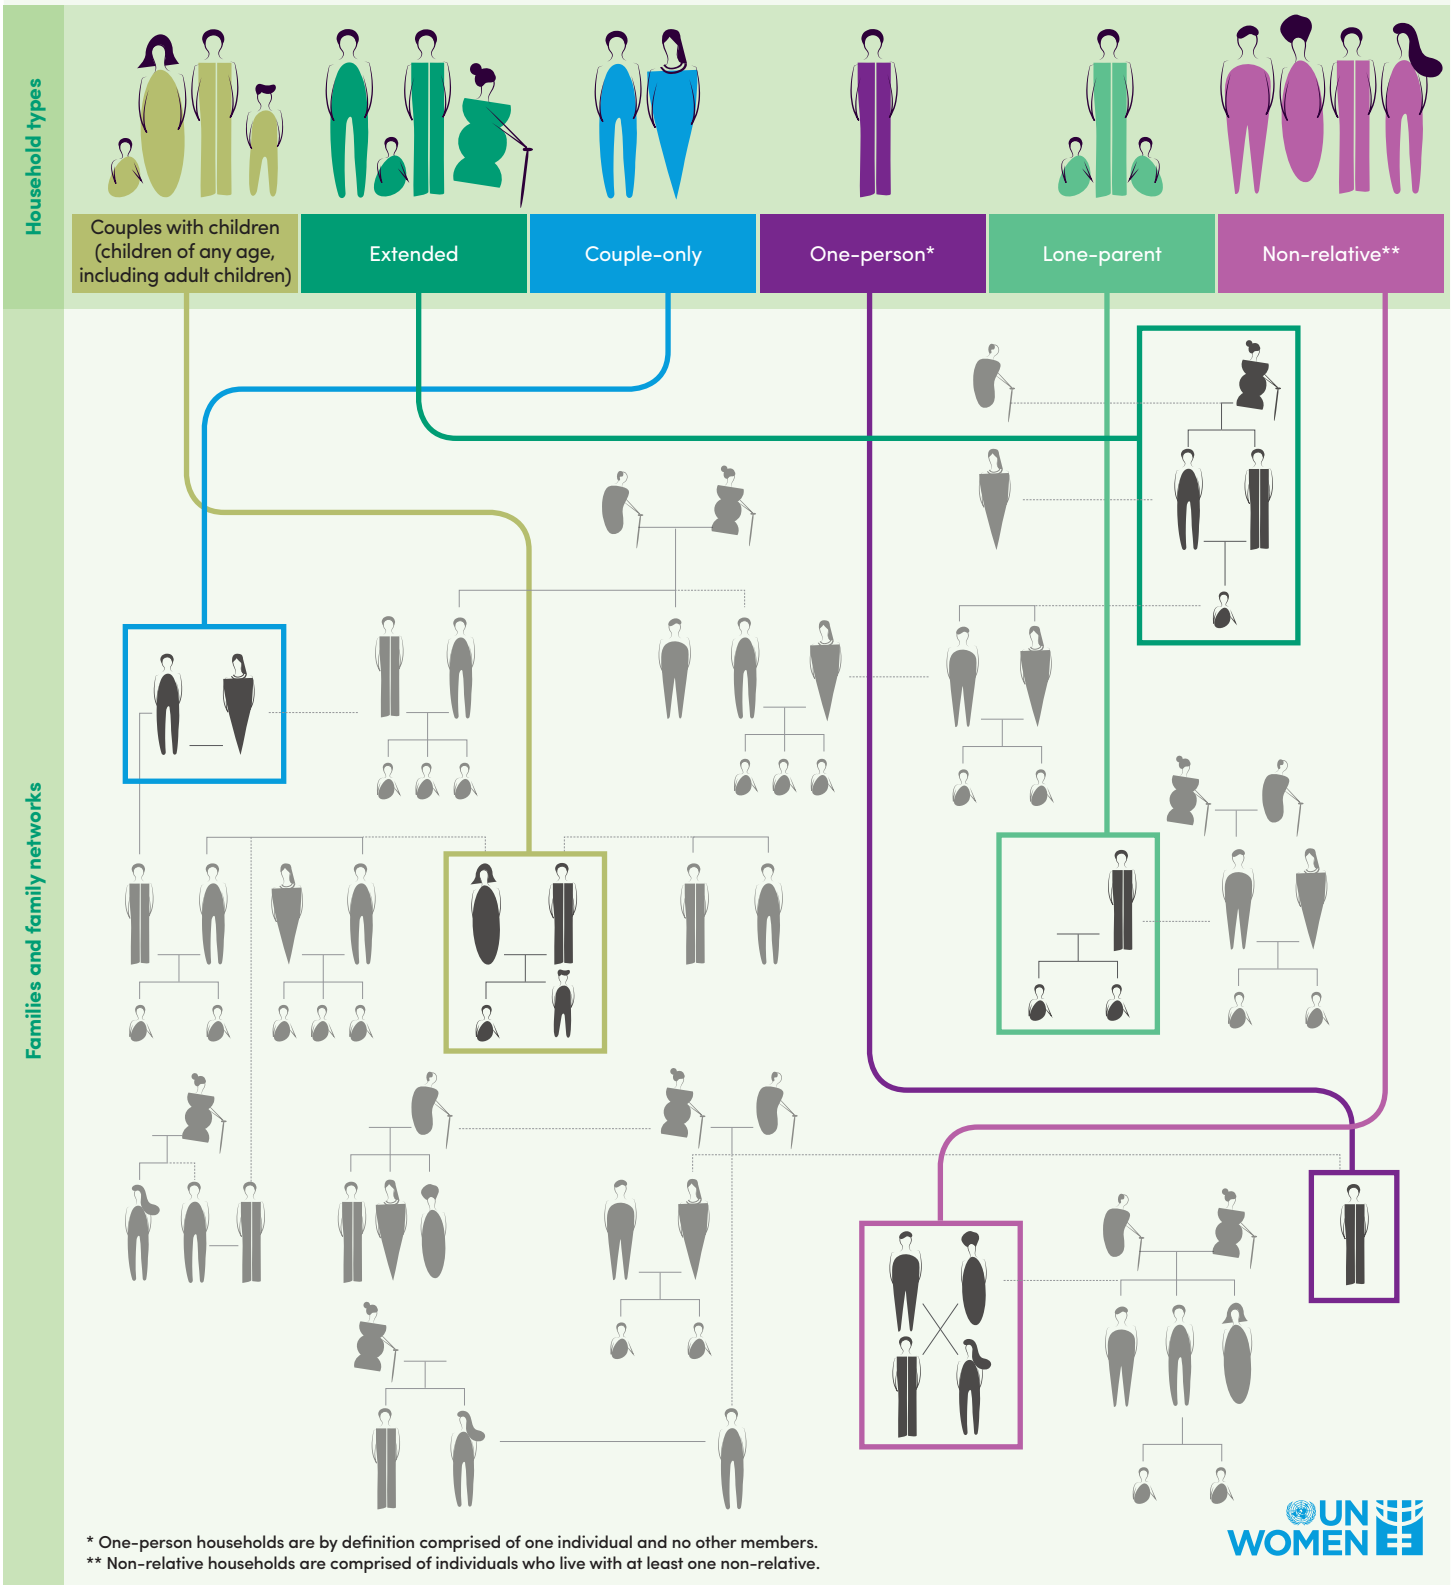 Household types
Couples with children
(children of any age,
including adult children)
Extended
Couple-only
One-person*
Lone-parent
Non-relative**
Families and family networks
* One-person households are by definition comprised of one individual and no other members.
** Non-relative households are comprised of individuals who live with at least one non-relative.
UN
WOMEN